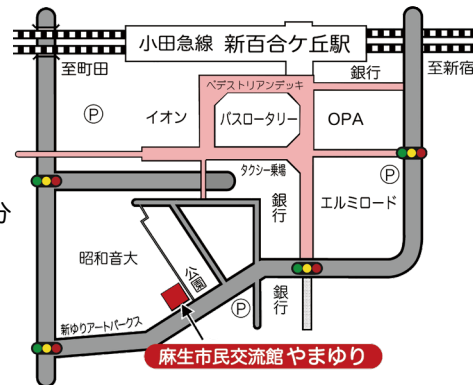 小田急線 新百合ケ丘駅
至町田
銀行
至新宿
ペデストリアンデッキ
Ⓟ
イオン
バスロータリー
OPA
タクシー乗場
Ⓟ
分
銀行
エルミロード
昭和音大
公園
銀行
新ゆりアートパークス
Ⓟ
麻生市民交流館 やまゆり